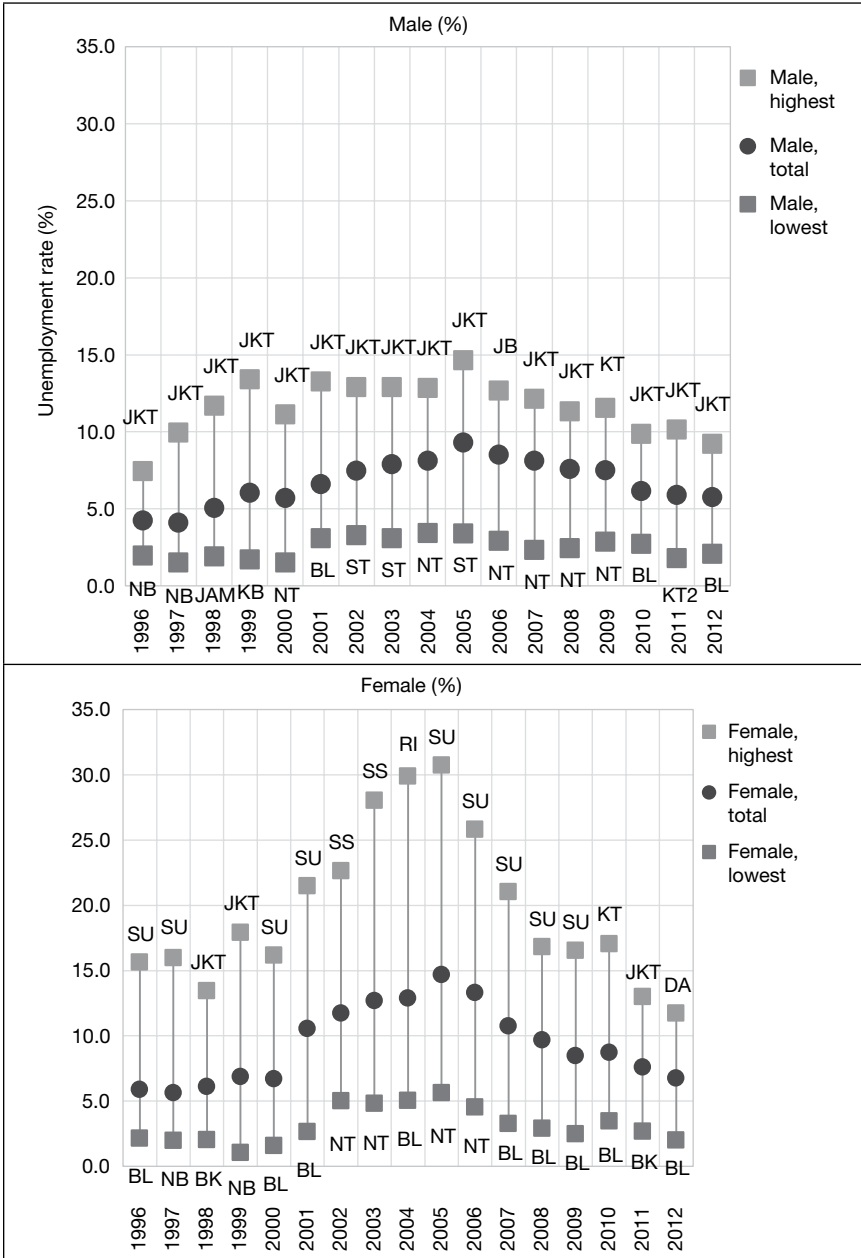 Male (%)
35.0
30.0
25.0
20.0
15.0
10.0
5.0
0.0
Unemployment rate (%)
Male,
highest
Male,
total
Male,
lowest
JKT
JKT
JKT
JKT
JKT
JKT
JKT
JKT
JKT
JKT
JB
JKT
JKT
KT
JKT
JKT
JKT
NB
NB
JAM
KB
NT
BL
ST
ST
NT
ST
NT
NT
NT
NT
BL
KT2
BL
1996
1997
1998
1999
2000
2001
2002
2003
2004
2005
2006
2007
2008
2009
2010
2011
2012
Female (%)
35.0
30.0
25.0
20.0
15.0
10.0
5.0
0.0
Female,
highest
Female,
total
Female,
lowest
SU
SU
JKT
JKT
SU
SU
SS
SS
RI
SU
SU
SU
SU
SU
KT
JKT
DA
BL
NB
BK
NB
BL
BL
NT
NT
BL
NT
NT
BL
BL
BL
BL
BK
BL
1996
1997
1998
1999
2000
2001
2002
2003
2004
2005
2006
2007
2008
2009
2010
2011
2012